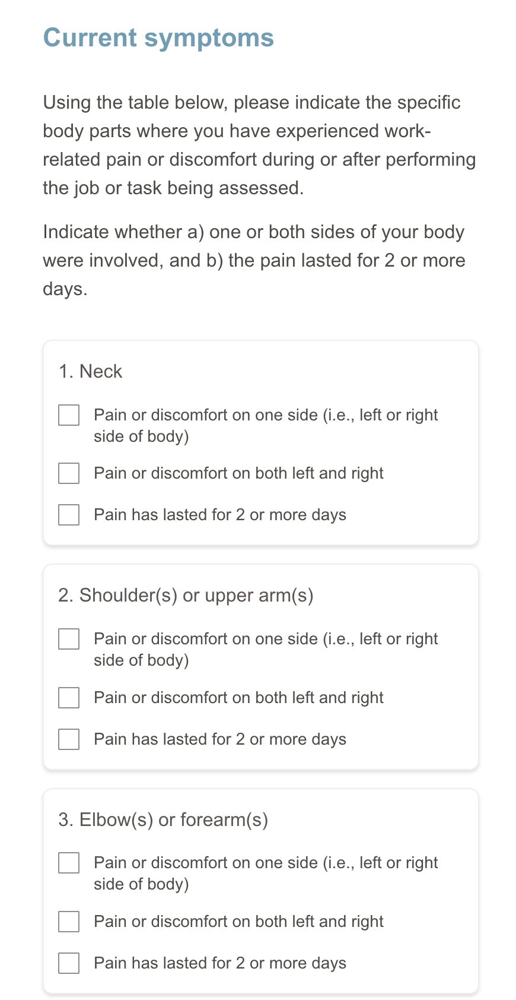 Current symptoms
Using the table below, please indicate the specific
body parts where you have experienced work-
related pain or discomfort during or after performing
the job or task being assessed.
Indicate whether a) one or both sides of your body
were involved, and b) the pain lasted for 2 or more
days.
1. Neck
Pain or discomfort on one side (i.e., left or right
side of body)
Pain or discomfort on both left and right
Pain has lasted for 2 or more days
2. Shoulder(s) or upper arm(s)
Pain or discomfort on one side (i.e., left or right
side of body)
Pain or discomfort on both left and right
Pain has lasted for 2 or more days
3. Elbow(s) or forearm(s)
Pain or discomfort on one side (i.e., left or right
side of body)
Pain or discomfort on both left and right
Pain has lasted for 2 or more days